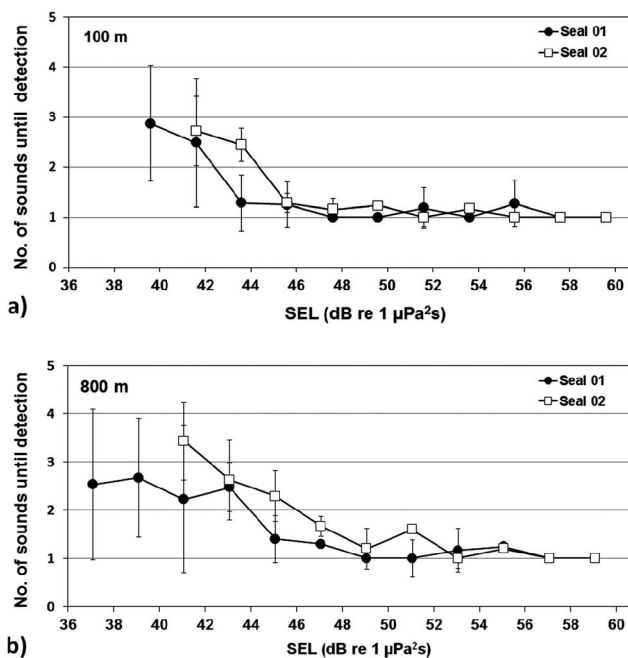 100 m
Seal 01
Seal 02
No. of sounds until detection
5
4
3
2
1
0
36 38 40 42 44 46 48 50 52 54 56 58 60
SEL (dB re 1 µPa²s)
a)
800 m
Seal 01
Seal 02
No. of sounds until detection
5
4
3
2
1
0
36 38 40 42 44 46 48 50 52 54 56 58 60
SEL (dB re 1 µPa²s)
b)